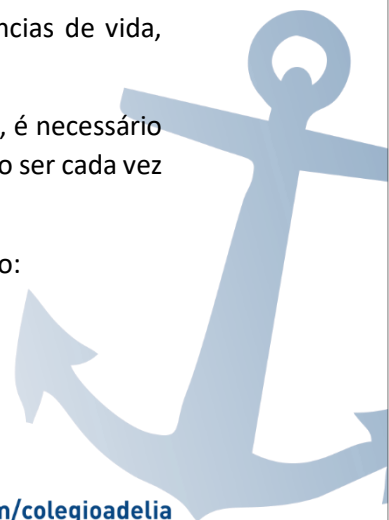 ncias de vida,
, é necessário
o ser cada vez
o:
n/colegioadelia